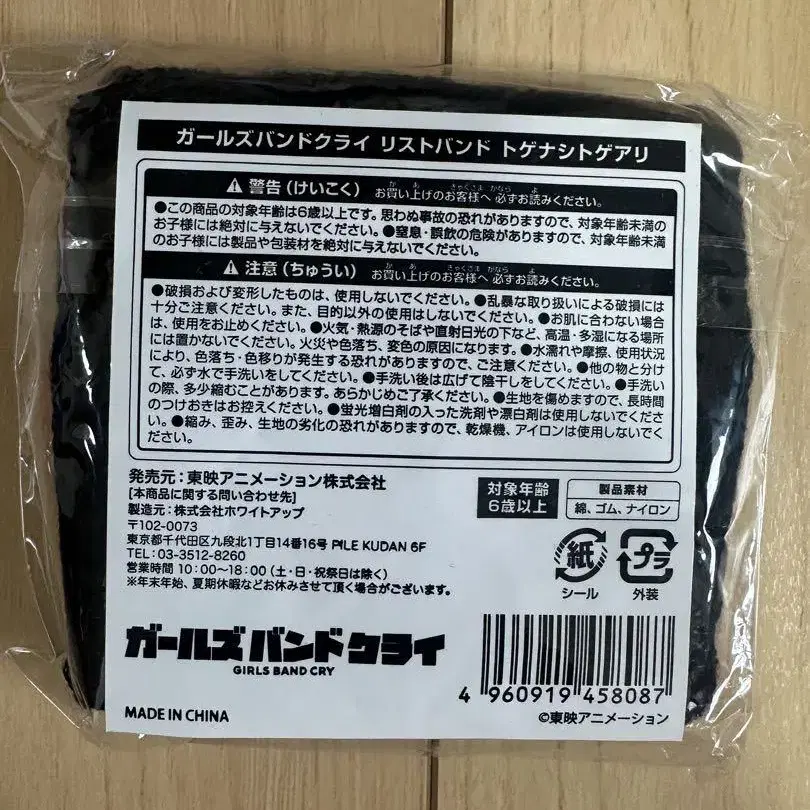 ガールズバンドクライ リストバンド トゲナシトゲアリ
⚠警告(けいこく) お買い上げのお客様へ必ずお読みください。
●この商品の対象年齢は6歳以上です。思わぬ事故の恐れがありますので、対象年齢未満の
お子様には絶対に与えないでください。●窒息・誤飲の危険がありますので、対象年齢未満
のお子様には製品や包装材を絶対に与えないでください。
⚠注意(ちゅうい) お買い上げのお客様へ必ずお読みください。
●破損および変形したものは、使用しないでください。●乱暴な取り扱いによる破損には
十分ご注意ください。また、目的以外の使用はしないでください。●お肌に合わない場合
は、使用をお止めください。●火気・熱源のそばや直射日光の下など、高温・多湿になる場所
には置かないでください。火災や色落ち、変色の原因になります。●水濡れや摩擦、使用状況
により、色落ち・色移りが発生する恐れがありますので、ご注意ください。●他の物と分け
て、必ず水で手洗いをしてください。●手洗い後は広げて陰干しをしてください。●手洗い
の際、多少縮むことがあります。あらかじめご了承ください。●生地を傷めますので、長時間
のつけおきはお控えください。●蛍光増白剤の入った洗剤や漂白剤は使用しないでくださ
い。●縮み、歪み、生地の劣化の恐れがありますので、乾燥機、アイロンは使用しないでくだ
さい。
発売元:東映アニメーション株式会社
[本商品に関する問い合わせ先]
製造元:株式会社ホワイトアップ
〒102-0073
東京都千代田区九段北1丁目14番16号 PILE KUDAN 6F
TEL:03-3512-8260
営業時間 10:00～18:00(土・日・祝祭日は除く)
※年末年始、夏期休暇などお休みさせて頂く場合がございます。
対象年齢
6歳以上
製品素材
綿、ゴム、ナイロン
紙
シール
プラ
外装
ガールズバンドクライ
GIRLS BAND CRY
MADE IN CHINA
4 960919 458087
©東映アニメーション